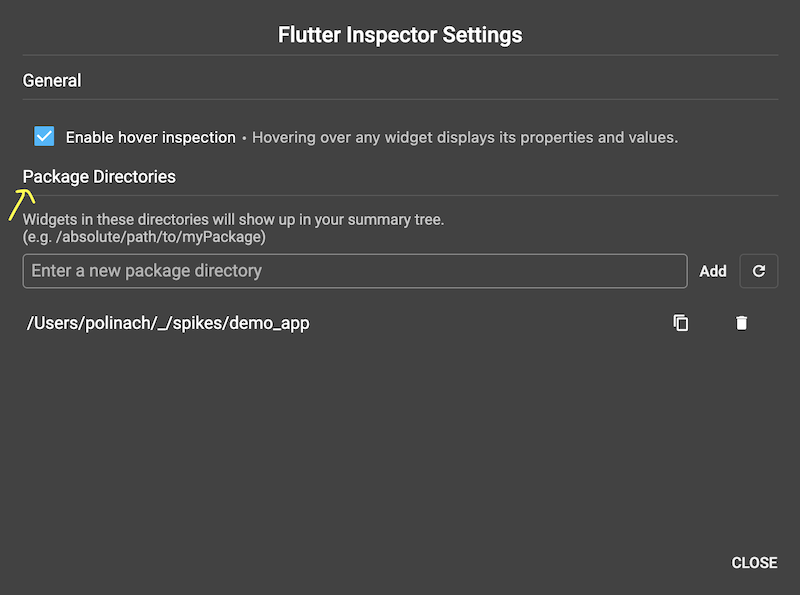 Flutter Inspector Settings
General
Enable hover inspection • Hovering over any widget displays its properties and values.
Package Directories
Widgets in these directories will show up in your summary tree.
(e.g. /absolute/path/to/myPackage)
Enter a new package directory Add
/Users/polinach/_/spikes/demo_app
CLOSE